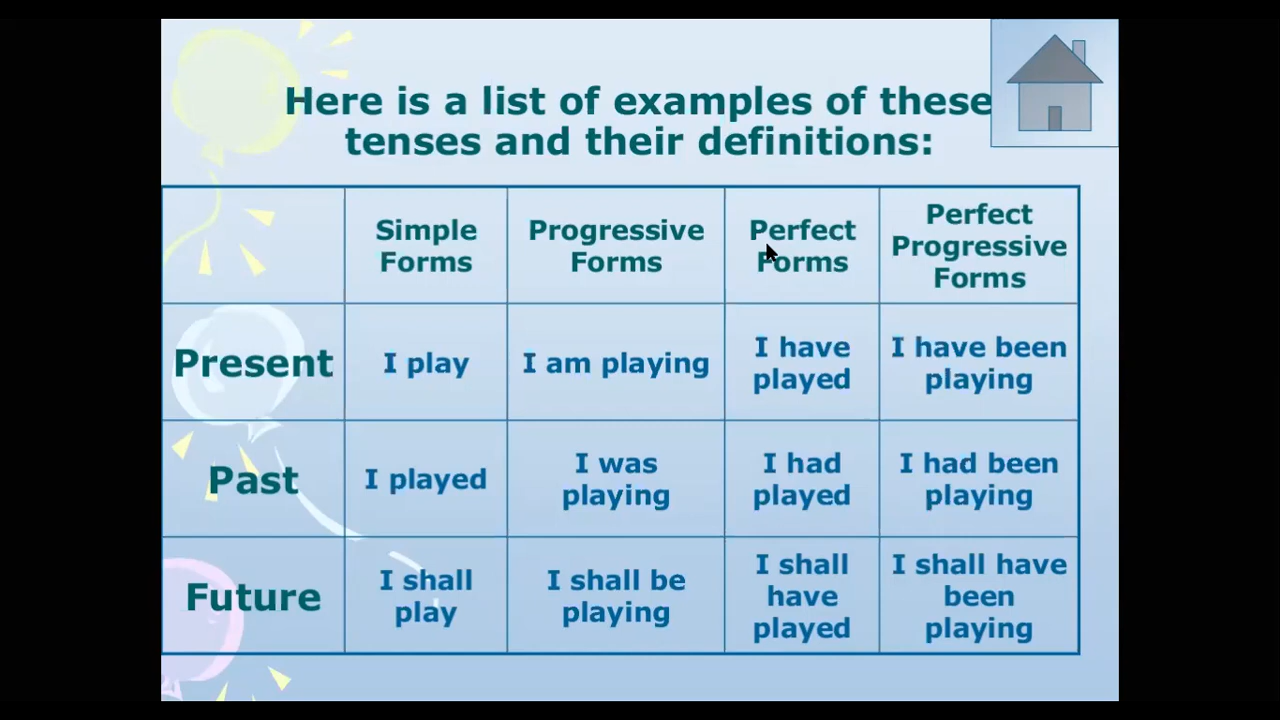 Here is a list of examples of these
tenses and their definitions:
Simple
Forms
Progressive
Forms
Perfect
Forms
Perfect
Progressive
Forms
Present
I play
I am playing
I have
played
I have been
playing
Past
I played
I was
playing
I had
played
I had been
playing
Future
I shall
play
I shall be
playing
I shall
have
played
I shall have
been
playing